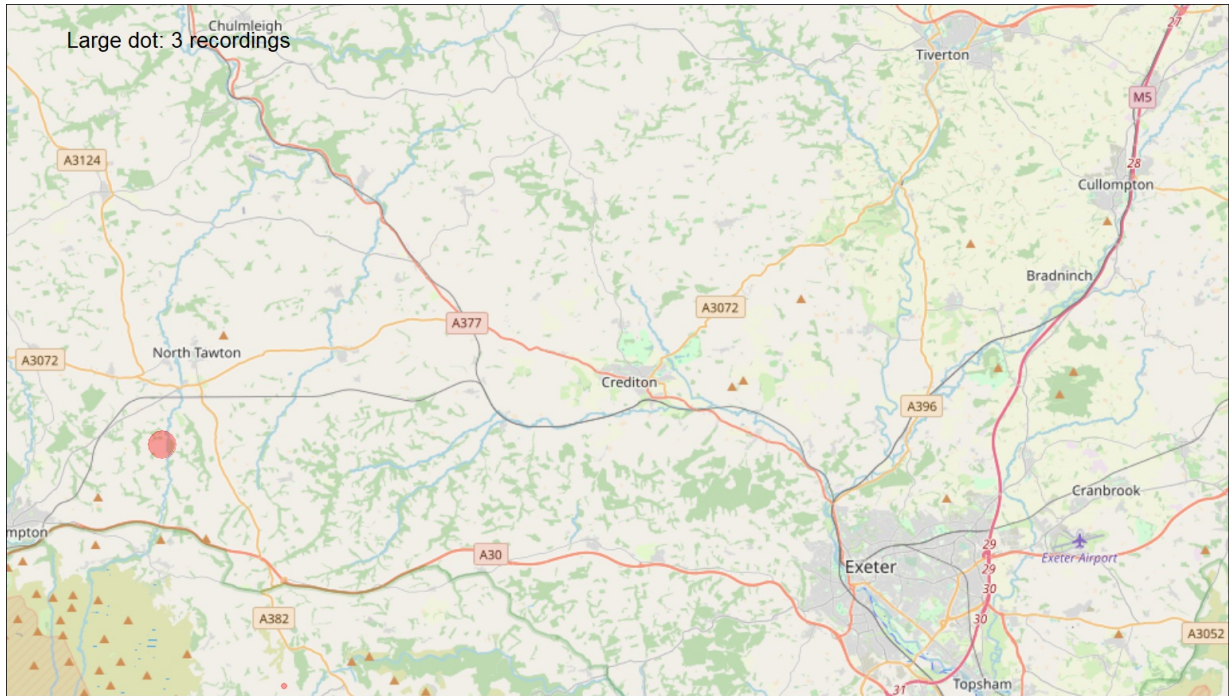 Chulmleigh
Large dot: 3 recordings
27
Tiverton
M5
A3124
28
Cullompton
Bradninch
A3072
A377
North Tawton
A3072
Crediton
A396
Cranbrook
mpton
29
A30
Exeter Airport
Exeter
29
30
A382
30
A3052
Topsham
31